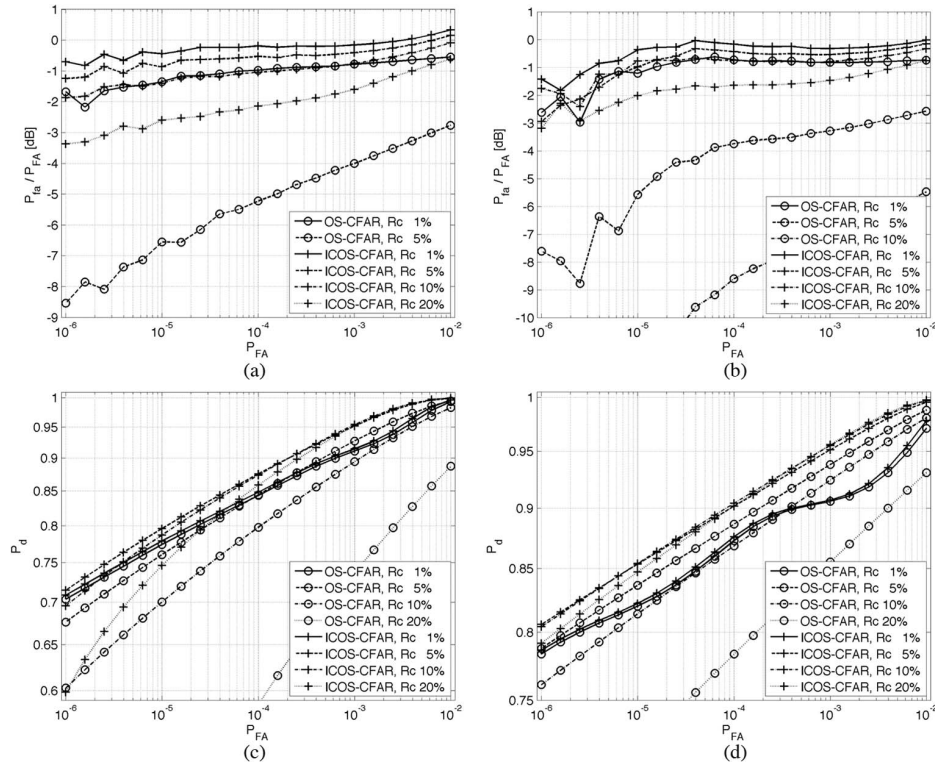 0
-1
-2
-3
-4
-5
-6
-7
-8
-9
P_fa / P_FA [dB]
OS-CFAR, Rc 1%
OS-CFAR, Rc 5%
ICOS-CFAR, Rc 1%
ICOS-CFAR, Rc 5%
ICOS-CFAR, Rc 10%
ICOS-CFAR, Rc 20%
10^-6 10^-5 10^-4 10^-3 10^-2
P_FA
(a)
1
0
-1
-2
-3
-4
-5
-6
-7
-8
-9
-10
P_fa / P_FA [dB]
OS-CFAR, Rc 1%
OS-CFAR, Rc 5%
OS-CFAR, Rc 10%
ICOS-CFAR, Rc 1%
ICOS-CFAR, Rc 5%
ICOS-CFAR, Rc 10%
ICOS-CFAR, Rc 20%
10^-6 10^-5 10^-4 10^-3 10^-2
P_FA
(b)
1
0.95
0.9
0.85
0.8
0.75
0.7
0.65
0.6
P_d
OS-CFAR, Rc 1%
OS-CFAR, Rc 5%
OS-CFAR, Rc 10%
OS-CFAR, Rc 20%
ICOS-CFAR, Rc 1%
ICOS-CFAR, Rc 5%
ICOS-CFAR, Rc 10%
ICOS-CFAR, Rc 20%
10^-6 10^-5 10^-4 10^-3 10^-2
P_FA
(c)
1
0.95
0.9
0.85
0.8
0.75
P_d
OS-CFAR, Rc 1%
OS-CFAR, Rc 5%
OS-CFAR, Rc 10%
OS-CFAR, Rc 20%
ICOS-CFAR, Rc 1%
ICOS-CFAR, Rc 5%
ICOS-CFAR, Rc 10%
ICOS-CFAR, Rc 20%
10^-6 10^-5 10^-4 10^-3 10^-2
P_FA
(d)